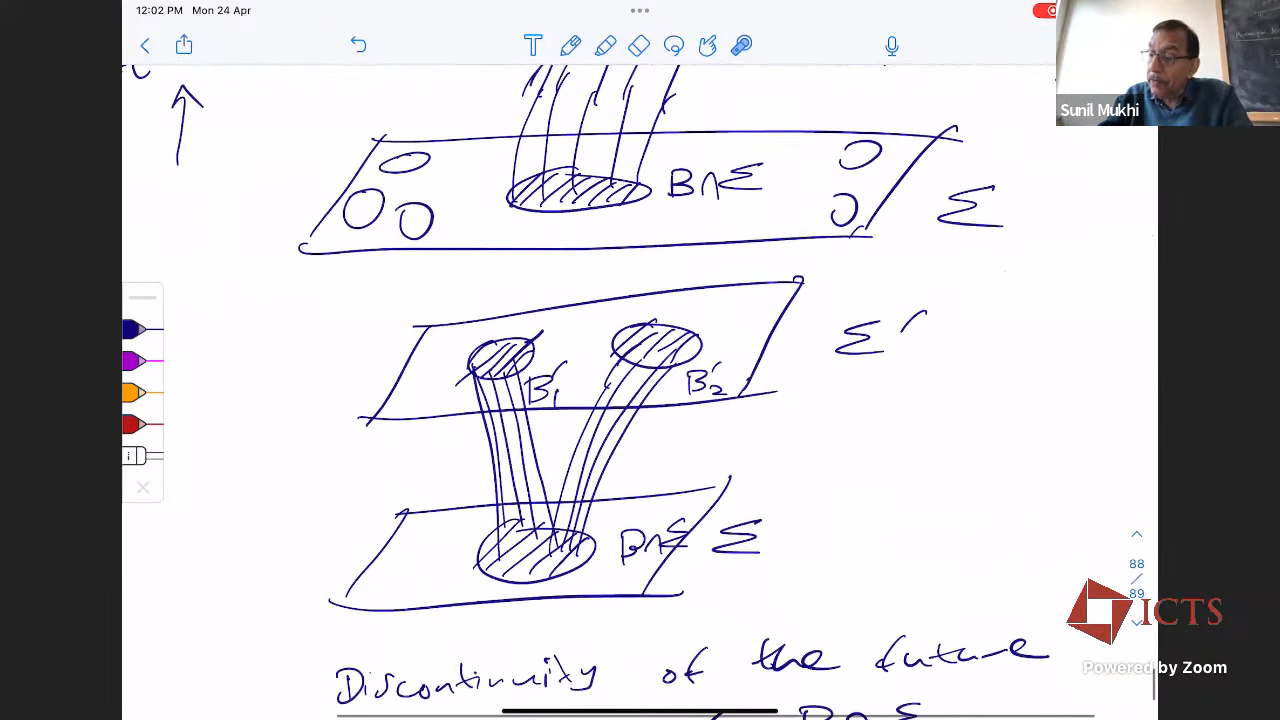 12:02 PM Mon 24 Apr
Sunil Mukhi
B∩Σ
Σ
Σ′
B′₁
B′₂
B∩Σ Σ
88
/
89
ICTS
Discontinuity of the future
B∩Σ
Powered by Zoom